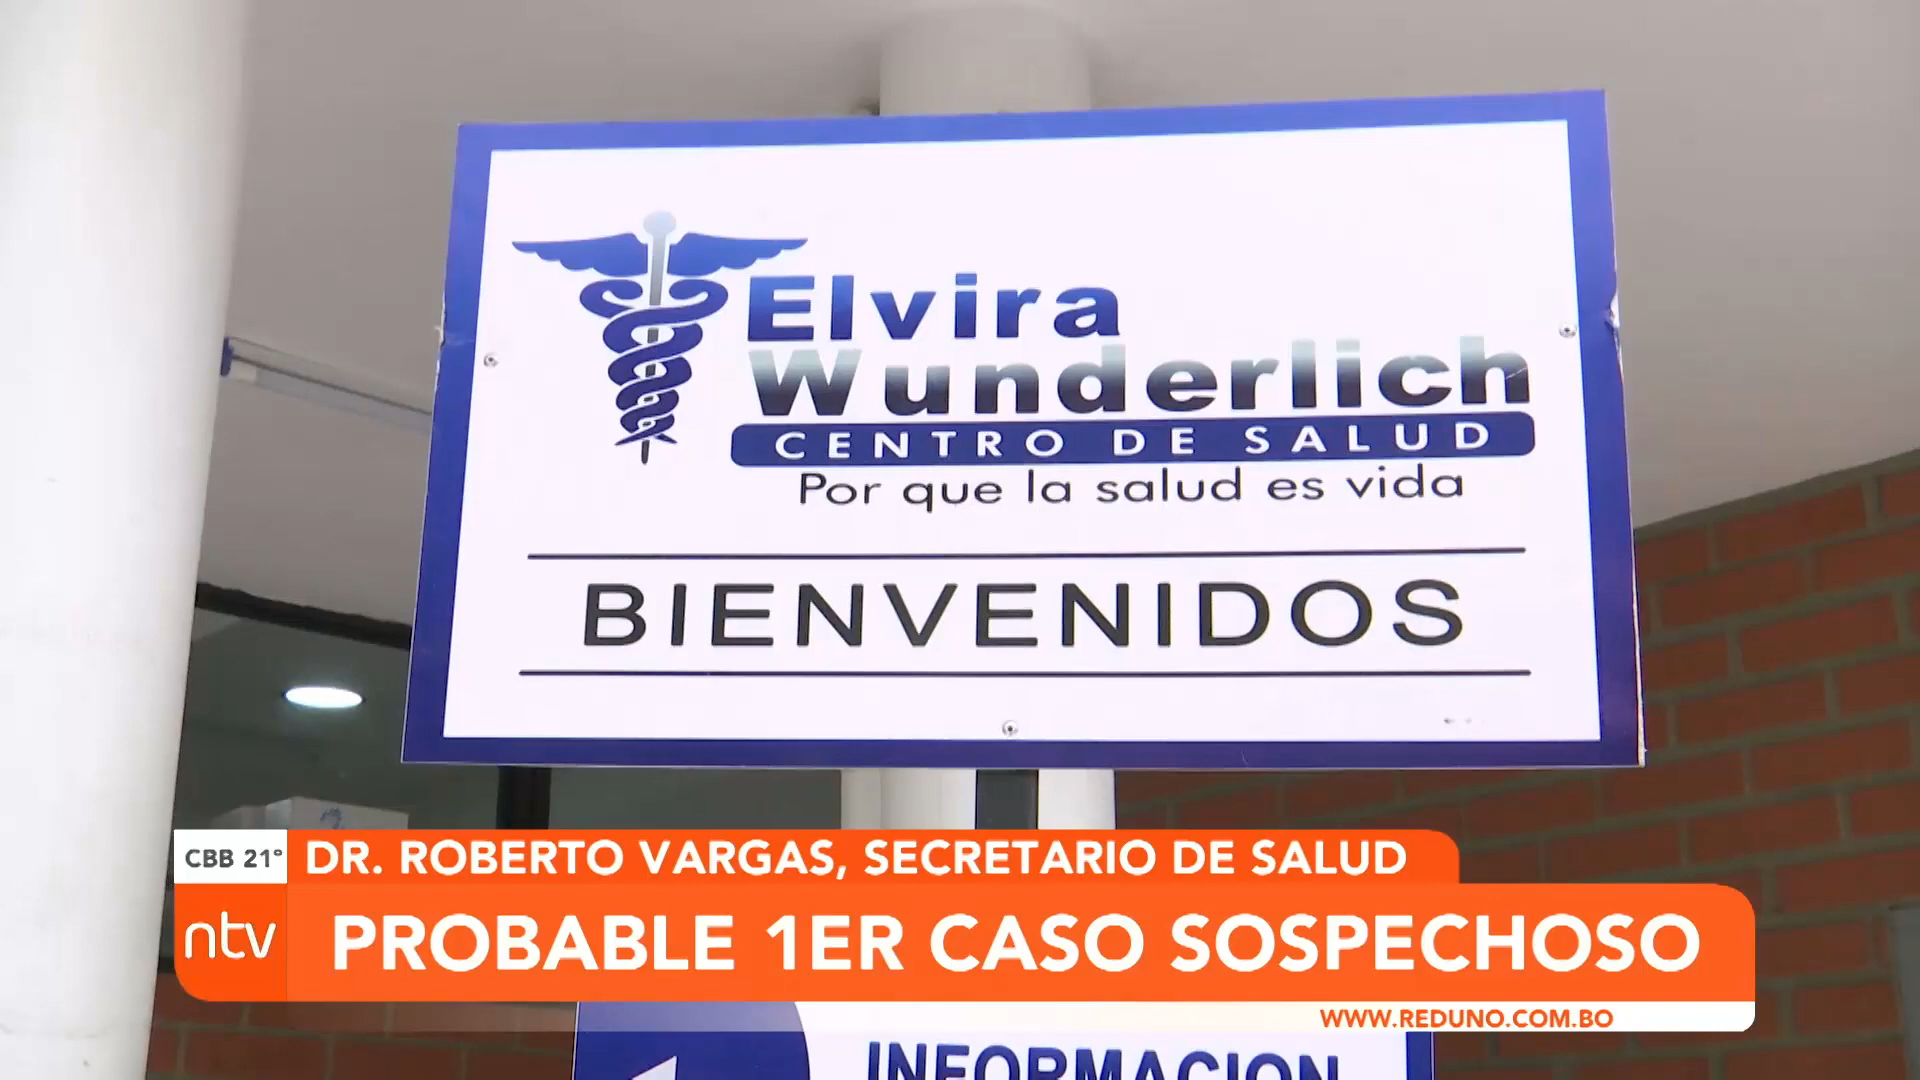 Elvira
Wunderlich
CENTRO DE SALUD
Por que la salud es vida
BIENVENIDOS
CBB 21° DR. ROBERTO VARGAS, SECRETARIO DE SALUD
ntv PROBABLE 1ER CASO SOSPECHOSO
WWW.REDUNO.COM.BO
INFORMACION